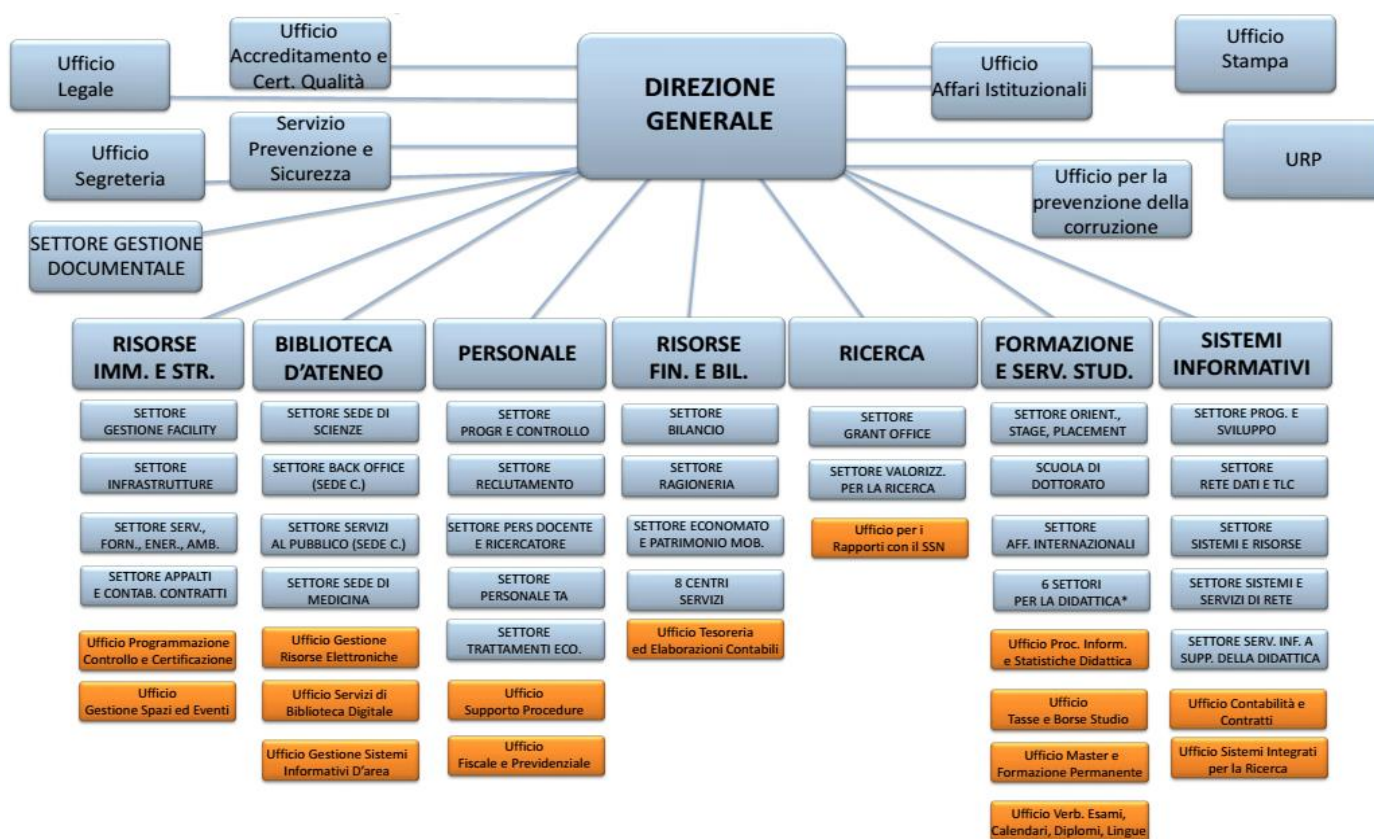 Ufficio
Legale
Ufficio
Accreditamento e
Cert. Qualità
DIREZIONE
GENERALE
Ufficio
Affari Istituzionali
Ufficio
Stampa
Ufficio
Segreteria
Servizio
Prevenzione e
Sicurezza
URP
Ufficio per la
prevenzione della
corruzione
SETTORE GESTIONE
DOCUMENTALE
RISORSE
IMM. E STR.
SETTORE
GESTIONE FACILITY
SETTORE
INFRASTRUTTURE
SETTORE SERV.,
FORN., ENER., AMB.
SETTORE APPALTI
E CONTAB. CONTRATTI
Ufficio Programmazione
Controllo e Certificazione
Ufficio
Gestione Spazi ed Eventi
BIBLIOTECA
D'ATENEO
SETTORE SEDE DI
SCIENZE
SETTORE BACK OFFICE
(SEDE C.)
SETTORE SERVIZI
AL PUBBLICO (SEDE C.)
SETTORE SEDE DI
MEDICINA
Ufficio Gestione
Risorse Elettroniche
Ufficio Servizi di
Biblioteca Digitale
Ufficio Gestione Sistemi
Informativi D'area
PERSONALE
SETTORE
PROGR E CONTROLLO
SETTORE
RECLUTAMENTO
SETTORE PERS DOCENTE
E RICERCATORE
SETTORE
PERSONALE TA
SETTORE
TRATTAMENTI ECO.
Ufficio
Supporto Procedure
Ufficio
Fiscale e Previdenziale
RISORSE
FIN. E BIL.
SETTORE
BILANCIO
SETTORE
RAGIONERIA
SETTORE ECONOMATO
E PATRIMONIO MOB.
8 CENTRI
SERVIZI
Ufficio Tesoreria
ed Elaborazioni Contabili
RICERCA
SETTORE
GRANT OFFICE
SETTORE VALORIZZ.
PER LA RICERCA
Ufficio per i
Rapporti con il SSN
FORMAZIONE
E SERV. STUD.
SETTORE ORIENT.,
STAGE, PLACEMENT
SCUOLA DI
DOTTORATO
SETTORE
AFF. INTERNAZIONALI
6 SETTORI
PER LA DIDATTICA*
Ufficio Proc. Inform.
e Statistiche Didattica
Ufficio
Tasse e Borse Studio
Ufficio Master e
Formazione Permanente
Ufficio Verb. Esami,
Calendari, Diplomi, Lingue
SISTEMI
INFORMATIVI
SETTORE PROG. E
SVILUPPO
SETTORE
RETE DATI E TLC
SETTORE
SISTEMI E RISORSE
SETTORE SISTEMI E
SERVIZI DI RETE
SETTORE SERV. INF. A
SUPP. DELLA DIDATTICA
Ufficio Contabilità e
Contratti
Ufficio Sistemi Integrati
per la Ricerca